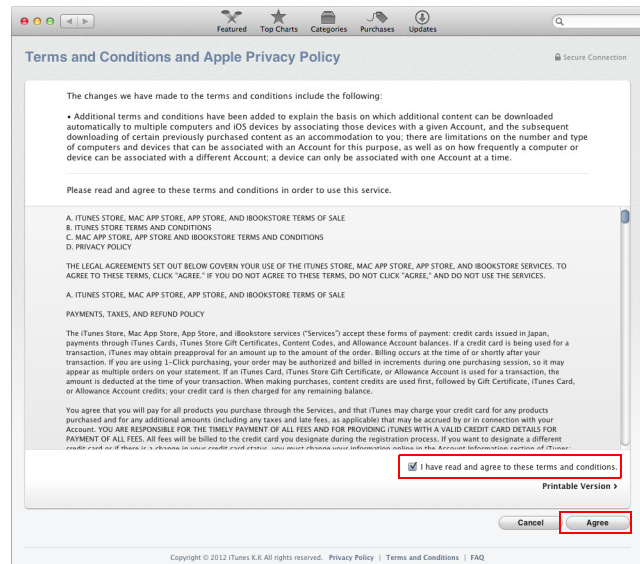 Featured Top Charts Categories Purchases Updates
Terms and Conditions and Apple Privacy Policy
Secure Connection
The changes we have made to the terms and conditions include the following:
• Additional terms and conditions have been added to explain the basis on which additional content can be downloaded
automatically to multiple computers and iOS devices by associating those devices with a given Account, and the subsequent
downloading of certain previously purchased content as an accommodation to you; there are limitations on the number and type
of computers and devices that can be associated with an Account for this purpose, as well as on how frequently a computer or
device can be associated with a different Account; a device can only be associated with one Account at a time.
Please read and agree to these terms and conditions in order to use this service.
A. ITUNES STORE, MAC APP STORE, APP STORE, AND IBOOKSTORE TERMS OF SALE
B. ITUNES STORE TERMS AND CONDITIONS
C. MAC APP STORE, APP STORE AND IBOOKSTORE TERMS AND CONDITIONS
D. PRIVACY POLICY
THE LEGAL AGREEMENTS SET OUT BELOW GOVERN YOUR USE OF THE ITUNES STORE, MAC APP STORE, APP STORE, AND IBOOKSTORE SERVICES. TO
AGREE TO THESE TERMS, CLICK "AGREE." IF YOU DO NOT AGREE TO THESE TERMS, DO NOT CLICK "AGREE," AND DO NOT USE THE SERVICES.
A. ITUNES STORE, MAC APP STORE, APP STORE, AND IBOOKSTORE TERMS OF SALE
PAYMENTS, TAXES, AND REFUND POLICY
The iTunes Store, Mac App Store, App Store, and iBookstore services ("Services") accept these forms of payment: credit cards issued in Japan,
payments through iTunes Cards, iTunes Store Gift Certificates, Content Codes, and Allowance Account balances. If a credit card is being used for a
transaction, iTunes may obtain preapproval for an amount up to the amount of the order. Billing occurs at the time of or shortly after your
transaction. If you are using 1-Click purchasing, your order may be authorized and billed in increments during one purchasing session, so it may
appear as multiple orders on your statement. If an iTunes Card, iTunes Store Gift Certificate, or Allowance Account is used for a transaction, the
amount is deducted at the time of your transaction. When making purchases, content credits are used first, followed by Gift Certificate, iTunes Card,
or Allowance Account credits; your credit card is then charged for any remaining balance.
You agree that you will pay for all products you purchase through the Services, and that iTunes may charge your credit card for any products
purchased and for any additional amounts (including any taxes and late fees, as applicable) that may be accrued by or in connection with your
Account. YOU ARE RESPONSIBLE FOR THE TIMELY PAYMENT OF ALL FEES AND FOR PROVIDING ITUNES WITH A VALID CREDIT CARD DETAILS FOR
PAYMENT OF ALL FEES. All fees will be billed to the credit card you designate during the registration process. If you want to designate a different
credit card or if there is a change in your credit card status, you must change your information online in the Account Information section of iTunes;
I have read and agree to these terms and conditions.
Printable Version >
Cancel Agree
Copyright © 2012 iTunes K.K All rights reserved. Privacy Policy | Terms and Conditions | FAQ